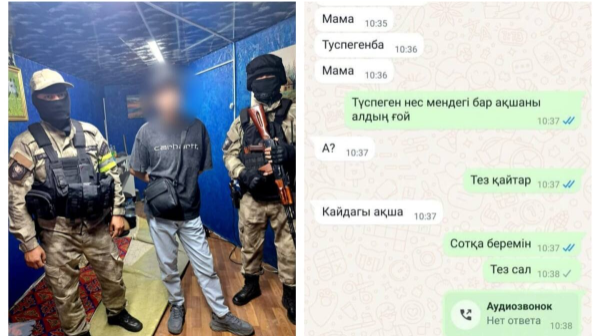 carhartt
Мама 10:35
Туспегенба 10:36
Мама 10:36
Түспеген нес мендегі бар ақшаны
алдың ғой 10:37
А? 10:37
Тез қайтар 10:37
Кайдагы ақша 10:37
Сотқа беремін 10:37
Тез сал 10:38
Аудиозвонок
Нет ответа 10:38